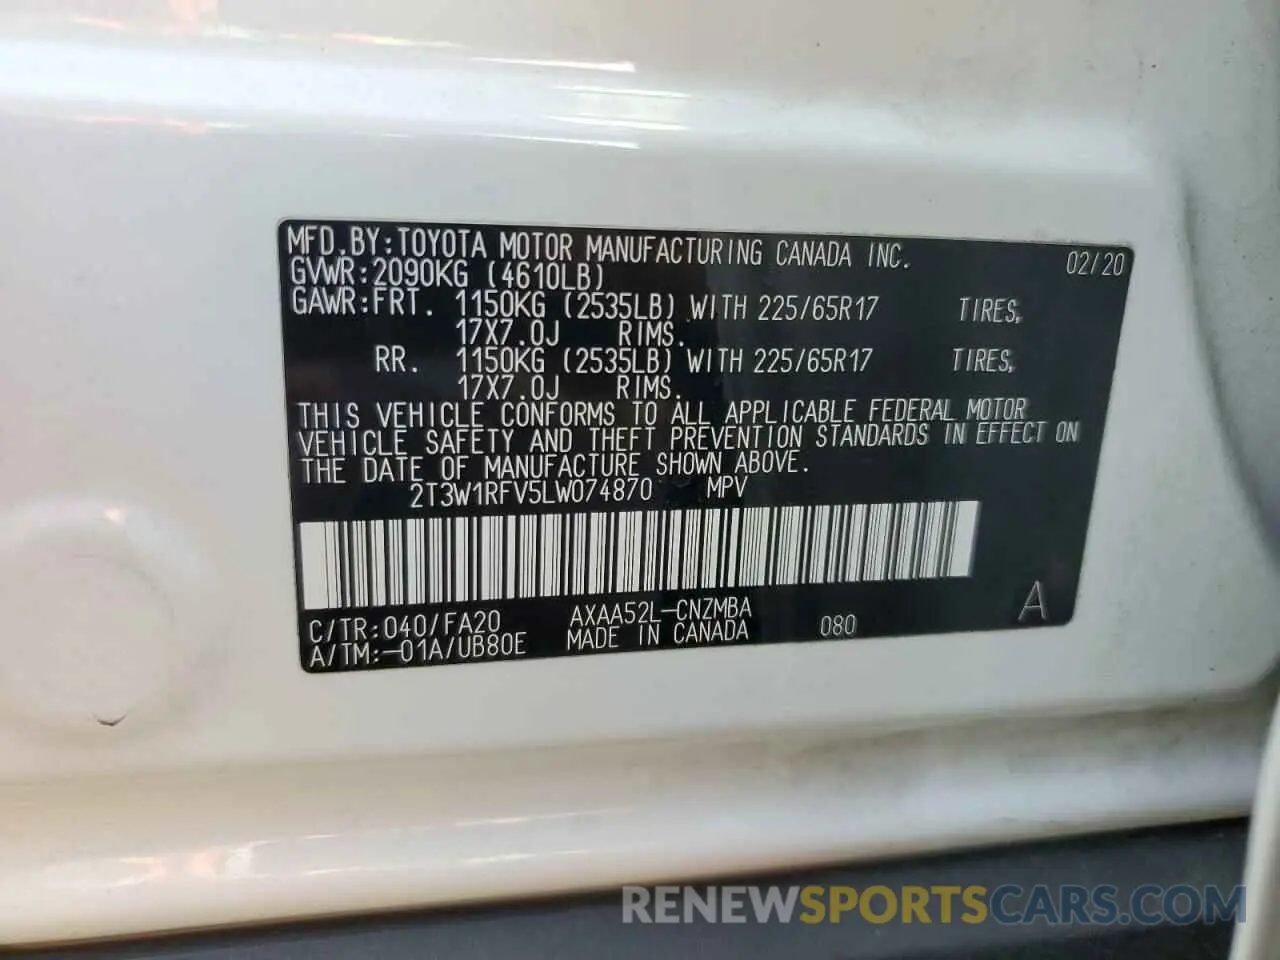 MFD.BY:TOYOTA MOTOR MANUFACTURING CANADA INC. 02/20
GVWR:2090KG (4610LB)
GAWR:FRT. 1150KG (2535LB) WITH 225/65R17 TIRES,
17X7.0J RIMS.
RR. 1150KG (2535LB) WITH 225/65R17 TIRES,
17X7.0J RIMS.
THIS VEHICLE CONFORMS TO ALL APPLICABLE FEDERAL MOTOR
VEHICLE SAFETY AND THEFT PREVENTION STANDARDS IN EFFECT ON
THE DATE OF MANUFACTURE SHOWN ABOVE.
2T3W1RFV5LW074870 MPV
C/TR:040/FA20 AXAA52L-CNZMBA
A/TM:-01A/UB80E MADE IN CANADA 080 A
RENEWSPORTSCARS.COM